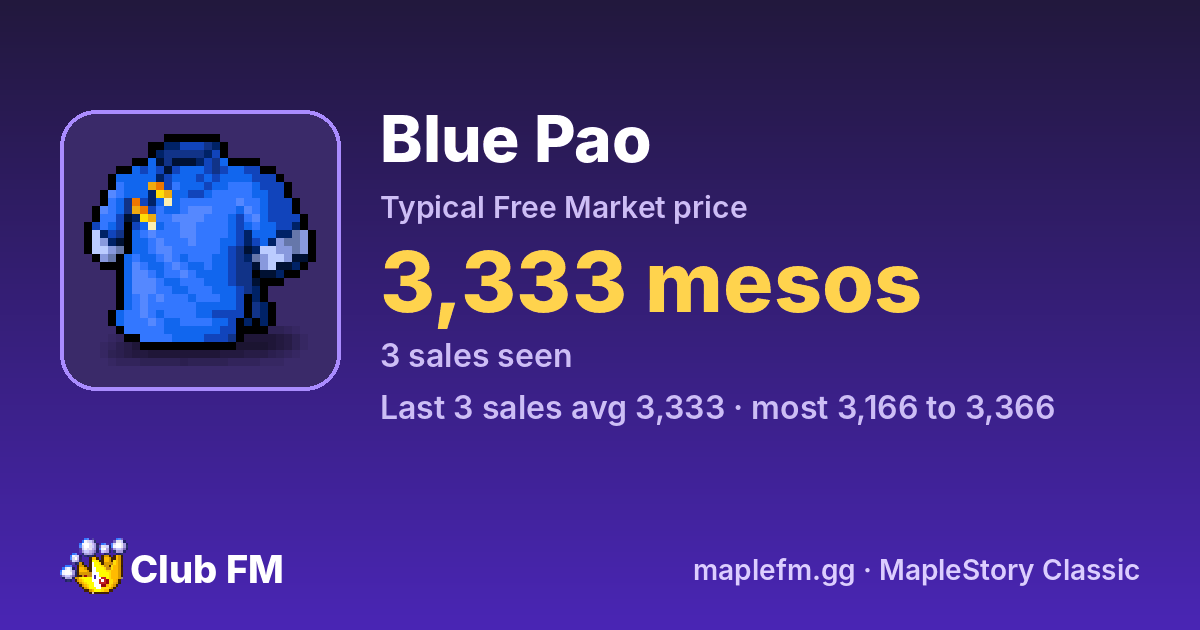 Blue Pao
Typical Free Market price
3,333 mesos
3 sales seen
Last 3 sales avg 3,333 · most 3,166 to 3,366
Club FM
maplefm.gg · MapleStory Classic